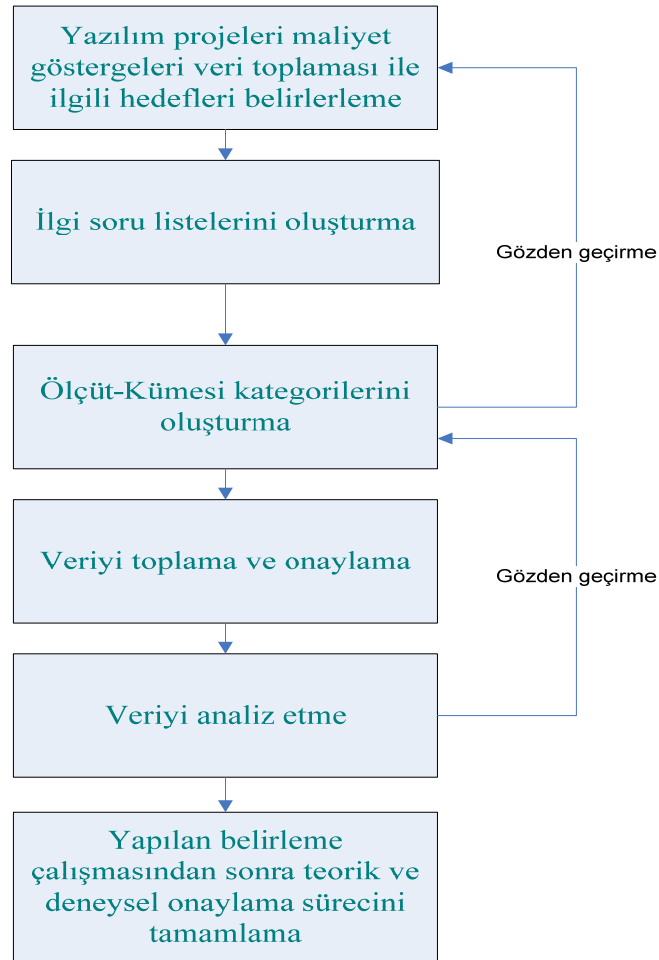 Yazılım projeleri maliyet
göstergeleri veri toplaması ile
ilgili hedefleri belirlerleme
İlgi soru listelerini oluşturma
Gözden geçirme
Ölçüt-Kümesi kategorilerini
oluşturma
Veriyi toplama ve onaylama
Gözden geçirme
Veriyi analiz etme
Yapılan belirleme
çalışmasından sonra teorik ve
deneysel onaylama sürecini
tamamlama